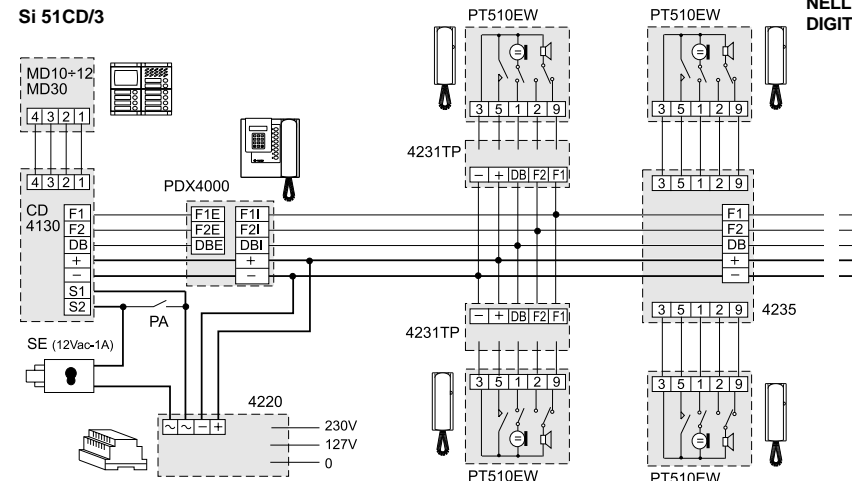 Si 51CD/3
NELL
DIGIT
PT510EW
PT510EW
MD10÷12
MD30
4 3 2 1
3 5 1 2 9
3 5 1 2 9
4231TP
PDX4000
4 3 2 1
− + DB F2 F1
3 5 1 2 9
CD
4130
F1
F2
DB
+
−
S1
S2
F1E
F2E
DBE
F1I
F2I
DBI
+
−
F1
F2
DB
+
−
PA
4231TP
− + DB F2 F1
3 5 1 2 9
4235
SE (12Vac-1A)
3 5 1 2 9
3 5 1 2 9
4220
~ ~ − +
230V
127V
0
PT510EW
PT510EW